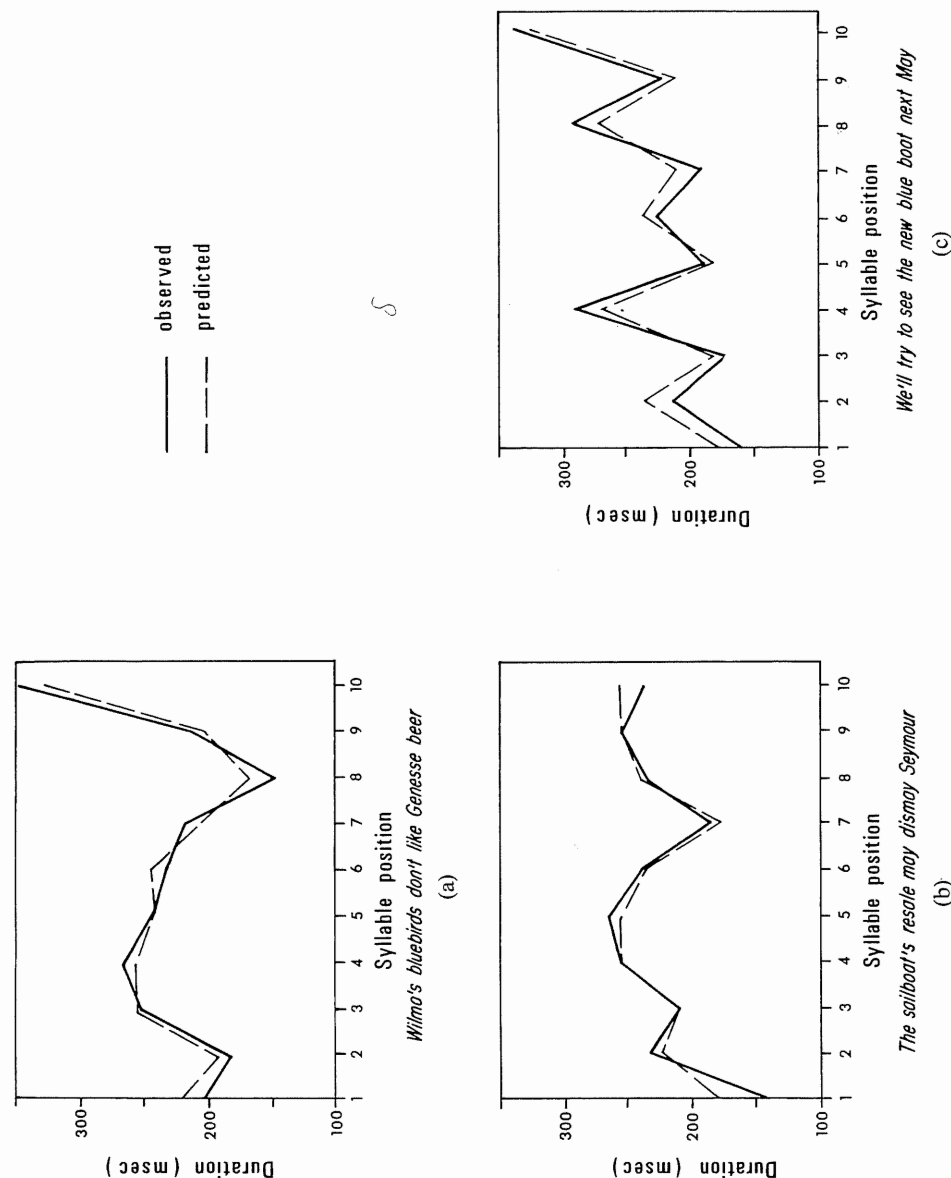 observed
predicted
300
200
100
Duration (msec)
1 2 3 4 5 6 7 8 9 10
Syllable position
Wilma's bluebirds don't like Genesse beer
(a)
300
200
100
Duration (msec)
1 2 3 4 5 6 7 8 9 10
Syllable position
The sailboat's resale may dismay Seymour
(b)
300
200
100
Duration (msec)
1 2 3 4 5 6 7 8 9 10
Syllable position
We'll try to see the new blue boat next May
(c)